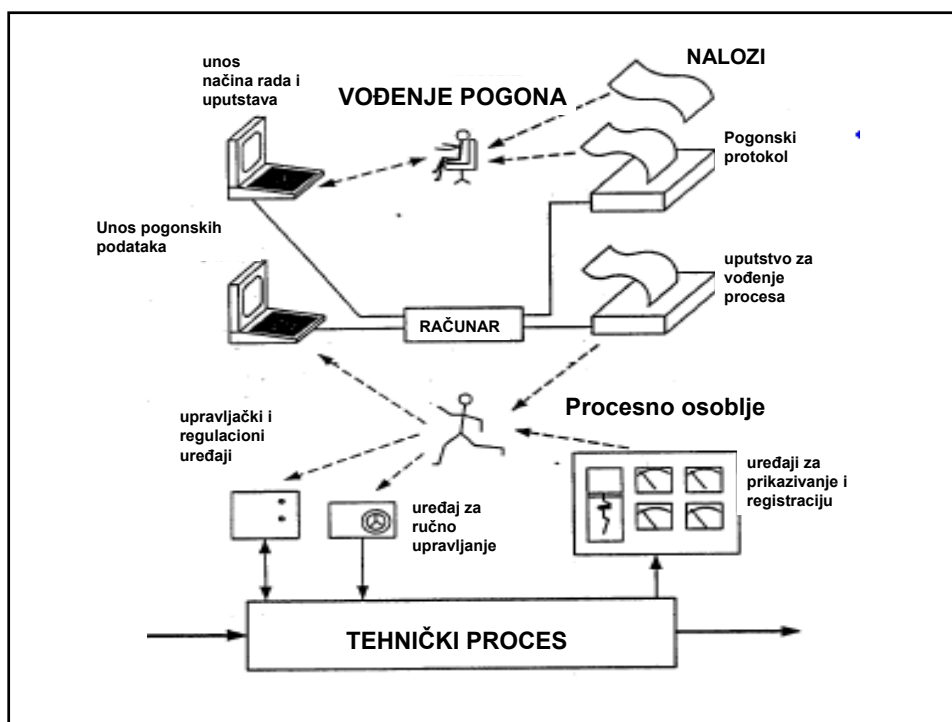 unos
načina rada i
uputstava
VOĐENJE POGONA
NALOZI
Pogonski
protokol
Unos pogonskih
podataka
uputstvo za
vođenje
procesa
RAČUNAR
Procesno osoblje
upravljački i
regulacioni
uređaji
uređaj za
ručno
upravljanje
uređaji za
prikazivanje i
registraciju
TEHNIČKI PROCES